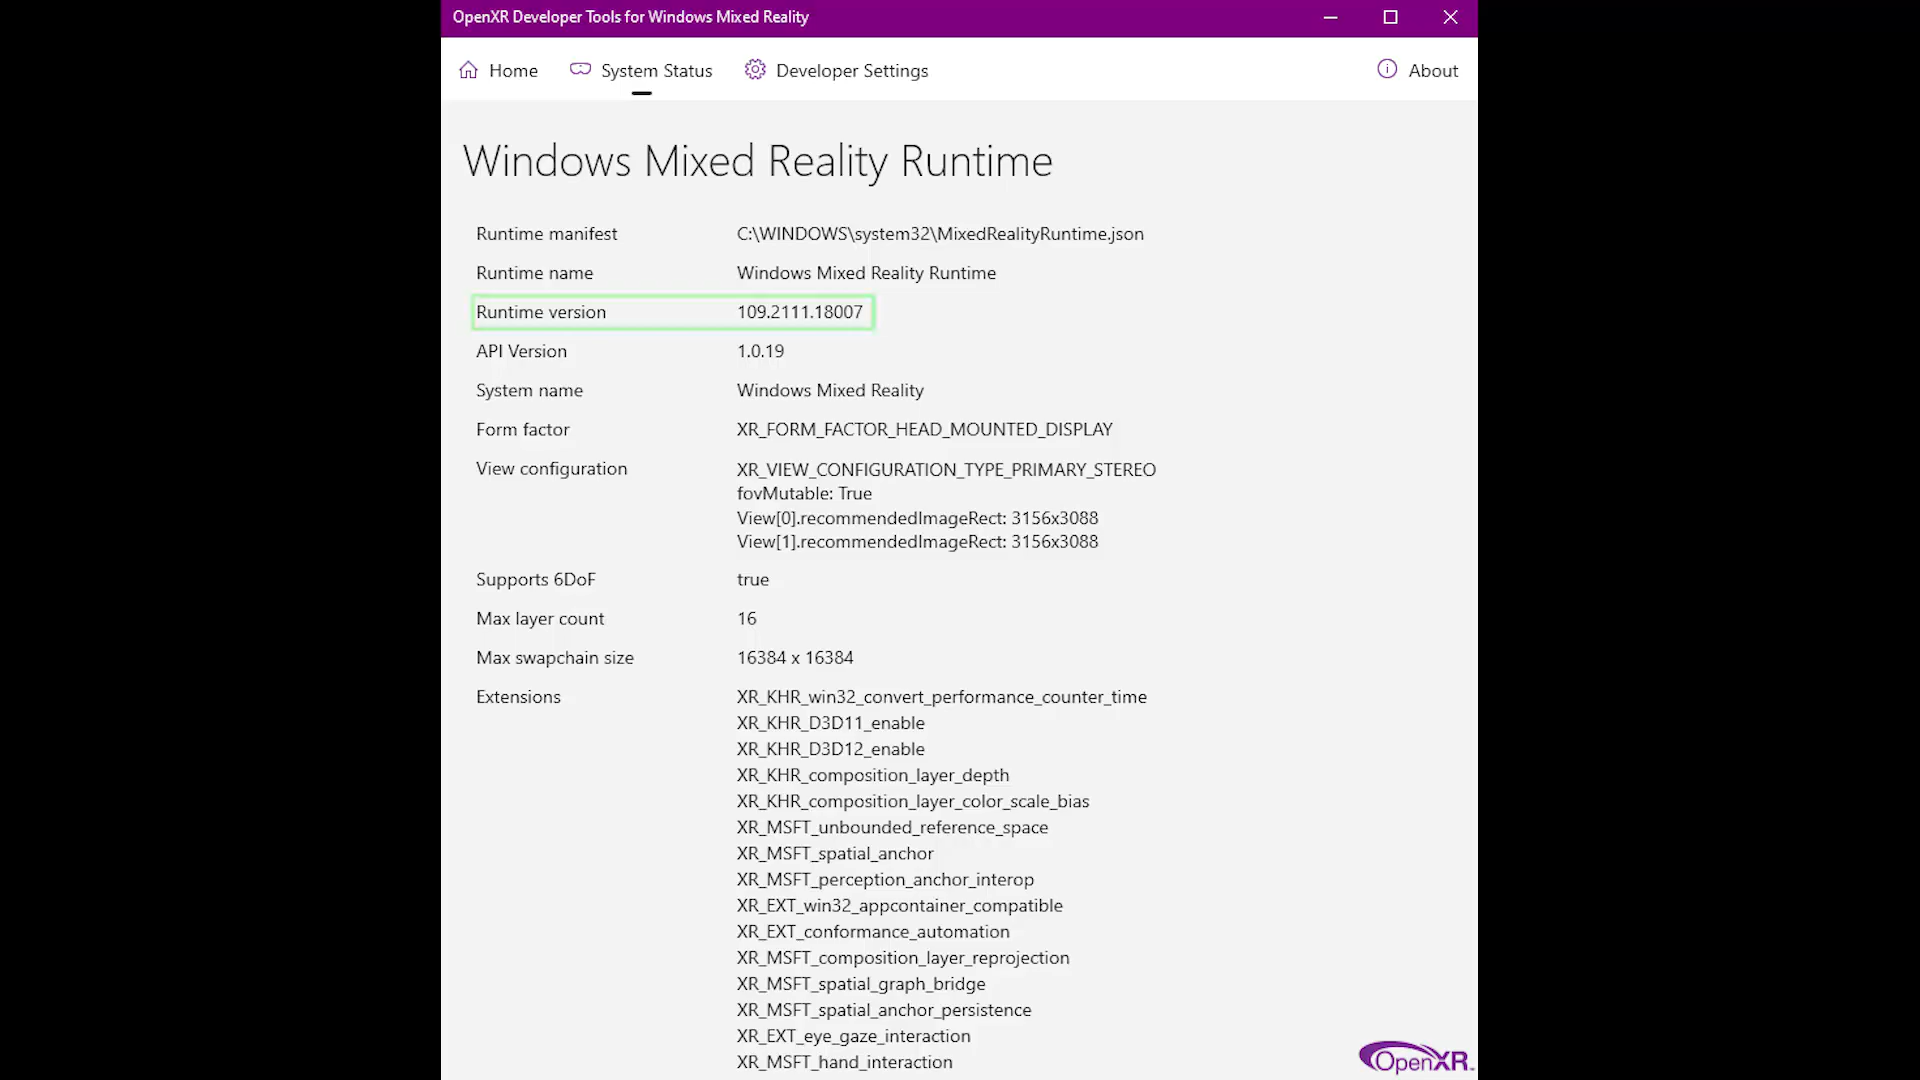 OpenXR Developer Tools for Windows Mixed Reality
Home System Status Developer Settings About
Windows Mixed Reality Runtime
Runtime manifest C:\WINDOWS\system32\MixedRealityRuntime.json
Runtime name Windows Mixed Reality Runtime
Runtime version 109.2111.18007
API Version 1.0.19
System name Windows Mixed Reality
Form factor XR_FORM_FACTOR_HEAD_MOUNTED_DISPLAY
View configuration XR_VIEW_CONFIGURATION_TYPE_PRIMARY_STEREO
fovMutable: True
View[0].recommendedImageRect: 3156x3088
View[1].recommendedImageRect: 3156x3088
Supports 6DoF true
Max layer count 16
Max swapchain size 16384 x 16384
Extensions XR_KHR_win32_convert_performance_counter_time
XR_KHR_D3D11_enable
XR_KHR_D3D12_enable
XR_KHR_composition_layer_depth
XR_KHR_composition_layer_color_scale_bias
XR_MSFT_unbounded_reference_space
XR_MSFT_spatial_anchor
XR_MSFT_perception_anchor_interop
XR_EXT_win32_appcontainer_compatible
XR_EXT_conformance_automation
XR_MSFT_composition_layer_reprojection
XR_MSFT_spatial_graph_bridge
XR_MSFT_spatial_anchor_persistence
XR_EXT_eye_gaze_interaction
XR_MSFT_hand_interaction
OpenXR